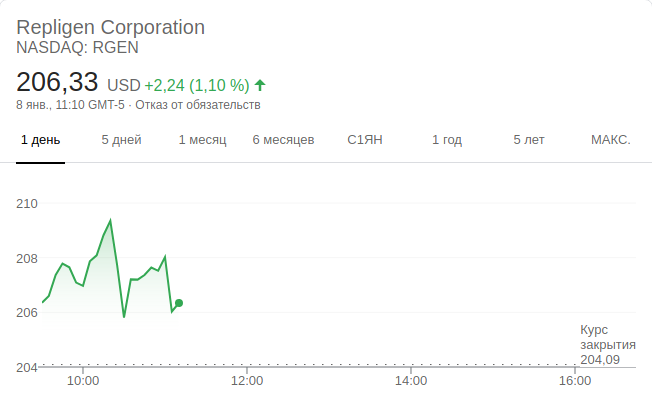 Repligen Corporation
NASDAQ: RGEN
206,33 USD +2,24 (1,10 %)
8 янв., 11:10 GMT-5 · Отказ от обязательств
1 день 5 дней 1 месяц 6 месяцев С1ЯН 1 год 5 лет МАКС.
210
208
206
Курс
закрытия
204,09
204
10:00 12:00 14:00 16:00